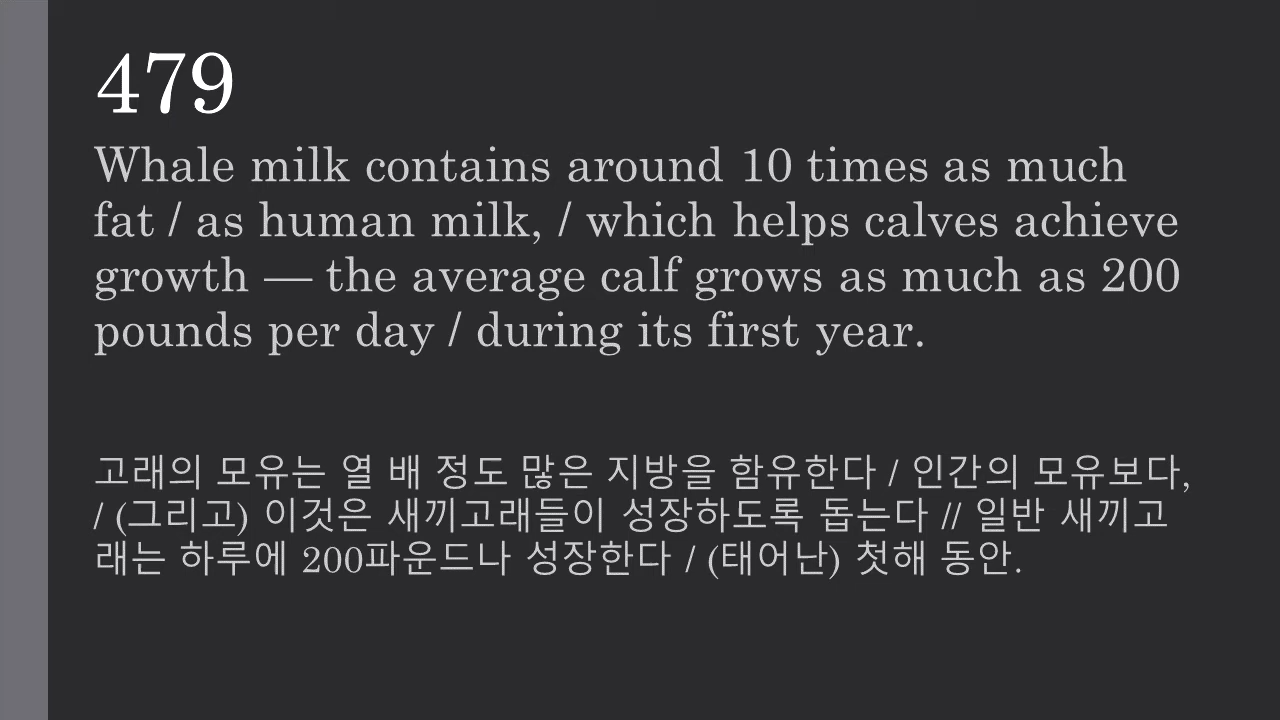 479
Whale milk contains around 10 times as much
fat / as human milk, / which helps calves achieve
growth — the average calf grows as much as 200
pounds per day / during its first year.
고래의 모유는 열 배 정도 많은 지방을 함유한다 / 인간의 모유보다,
/ (그리고) 이것은 새끼고래들이 성장하도록 돕는다 // 일반 새끼고
래는 하루에 200파운드나 성장한다 / (태어난) 첫해 동안.